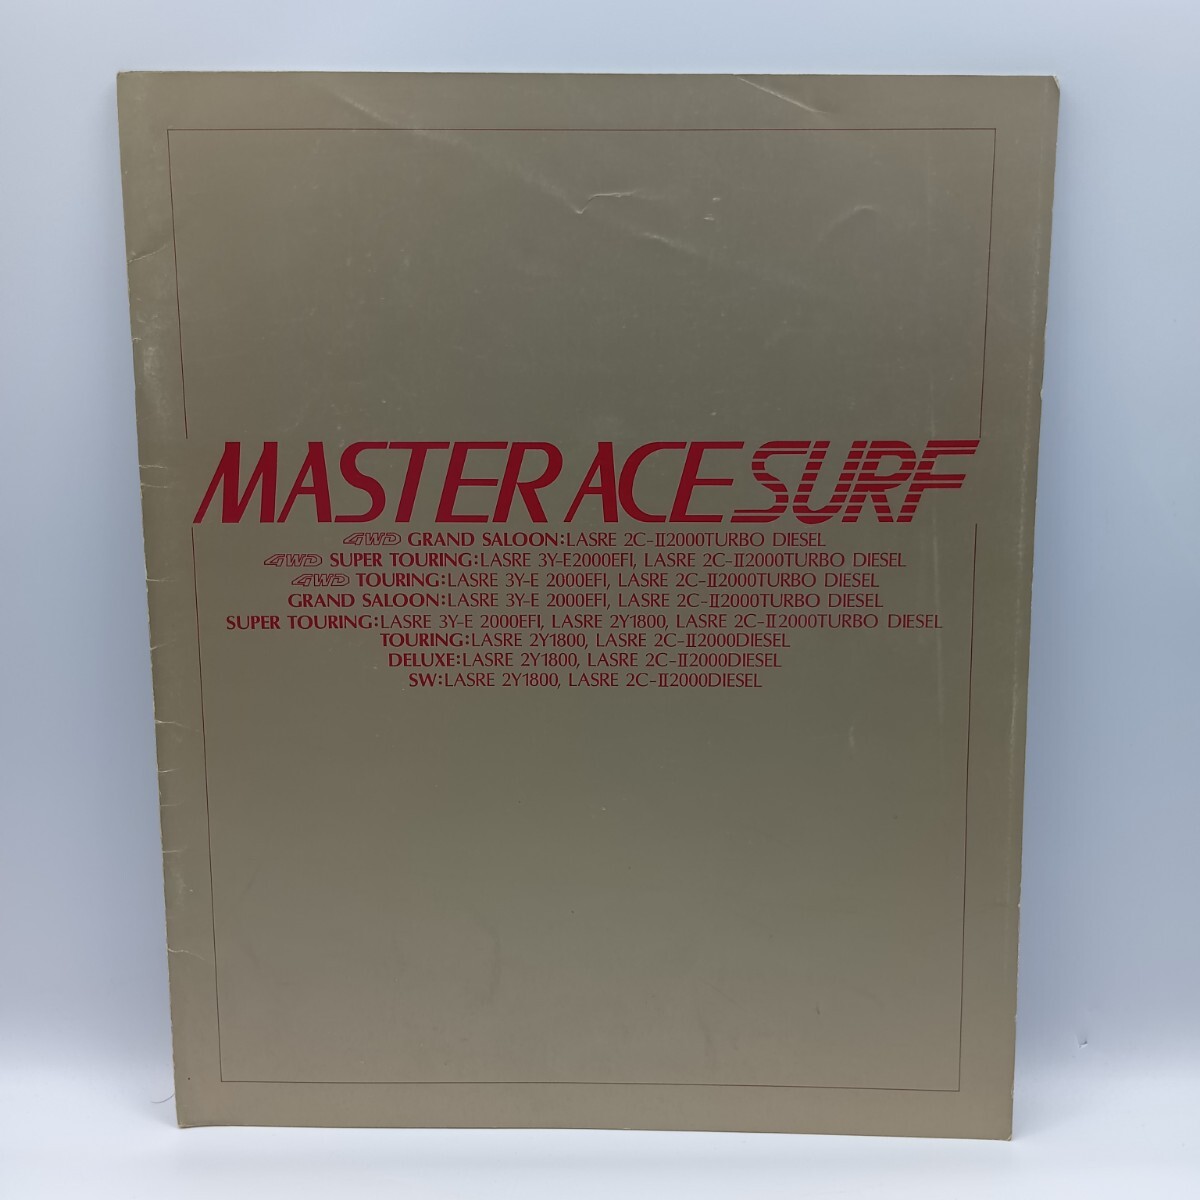 MASTER ACE SURF
4WD GRAND SALOON:LASRE 2C-II2000TURBO DIESEL
4WD SUPER TOURING:LASRE 3Y-E2000EFI, LASRE 2C-II2000TURBO DIESEL
4WD TOURING:LASRE 3Y-E 2000EFI, LASRE 2C-II2000TURBO DIESEL
GRAND SALOON:LASRE 3Y-E 2000EFI, LASRE 2C-II2000TURBO DIESEL
SUPER TOURING:LASRE 3Y-E 2000EFI, LASRE 2Y1800, LASRE 2C-II2000TURBO DIESEL
TOURING:LASRE 2Y1800, LASRE 2C-II2000DIESEL
DELUXE:LASRE 2Y1800, LASRE 2C-II2000DIESEL
SW:LASRE 2Y1800, LASRE 2C-II2000DIESEL